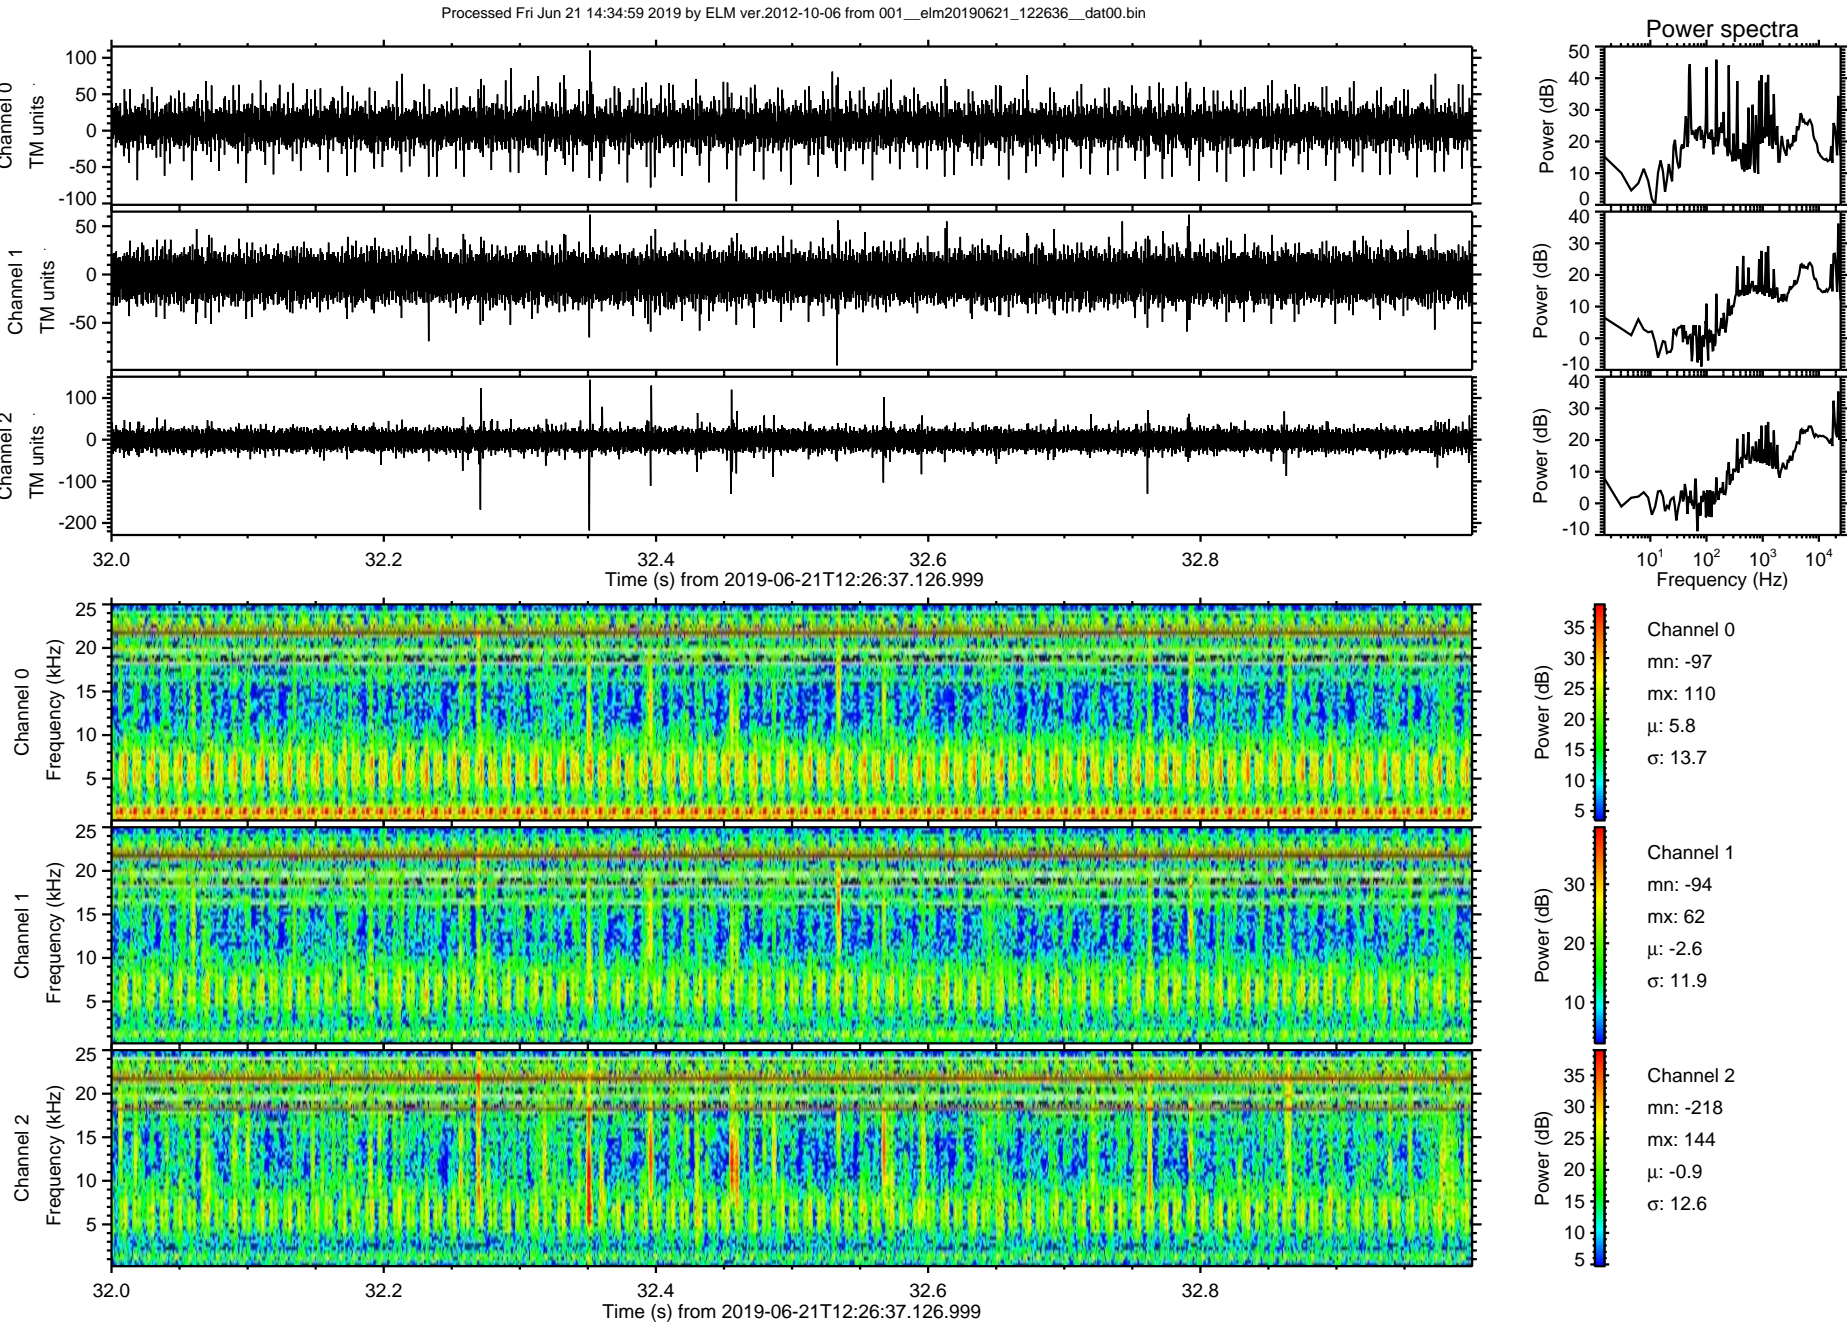 Processed Fri Jun 21 14:34:59 2019 by ELM ver.2012-10-06 from 001__elm20190621_122636__dat00.bin
Power spectra
Channel 0
TM units
100
50
0
-50
-100
Power (dB)
50
40
30
20
10
0
Channel 1
TM units
50
0
-50
Power (dB)
40
30
20
10
0
-10
Channel 2
TM units
100
0
-100
-200
Power (dB)
40
30
20
10
0
-10
32.0 32.2 32.4 32.6 32.8
Time (s) from 2019-06-21T12:26:37.126.999
10¹ 10² 10³ 10⁴
Frequency (Hz)
Channel 0
Frequency (kHz)
25
20
15
10
5
Power (dB)
35
30
25
20
15
10
5
Channel 0
mn: -97
mx: 110
μ: 5.8
σ: 13.7
Channel 1
Frequency (kHz)
25
20
15
10
5
Power (dB)
30
20
10
Channel 1
mn: -94
mx: 62
μ: -2.6
σ: 11.9
Channel 2
Frequency (kHz)
25
20
15
10
5
Power (dB)
35
30
25
20
15
10
5
Channel 2
mn: -218
mx: 144
μ: -0.9
σ: 12.6
32.0 32.2 32.4 32.6 32.8
Time (s) from 2019-06-21T12:26:37.126.999